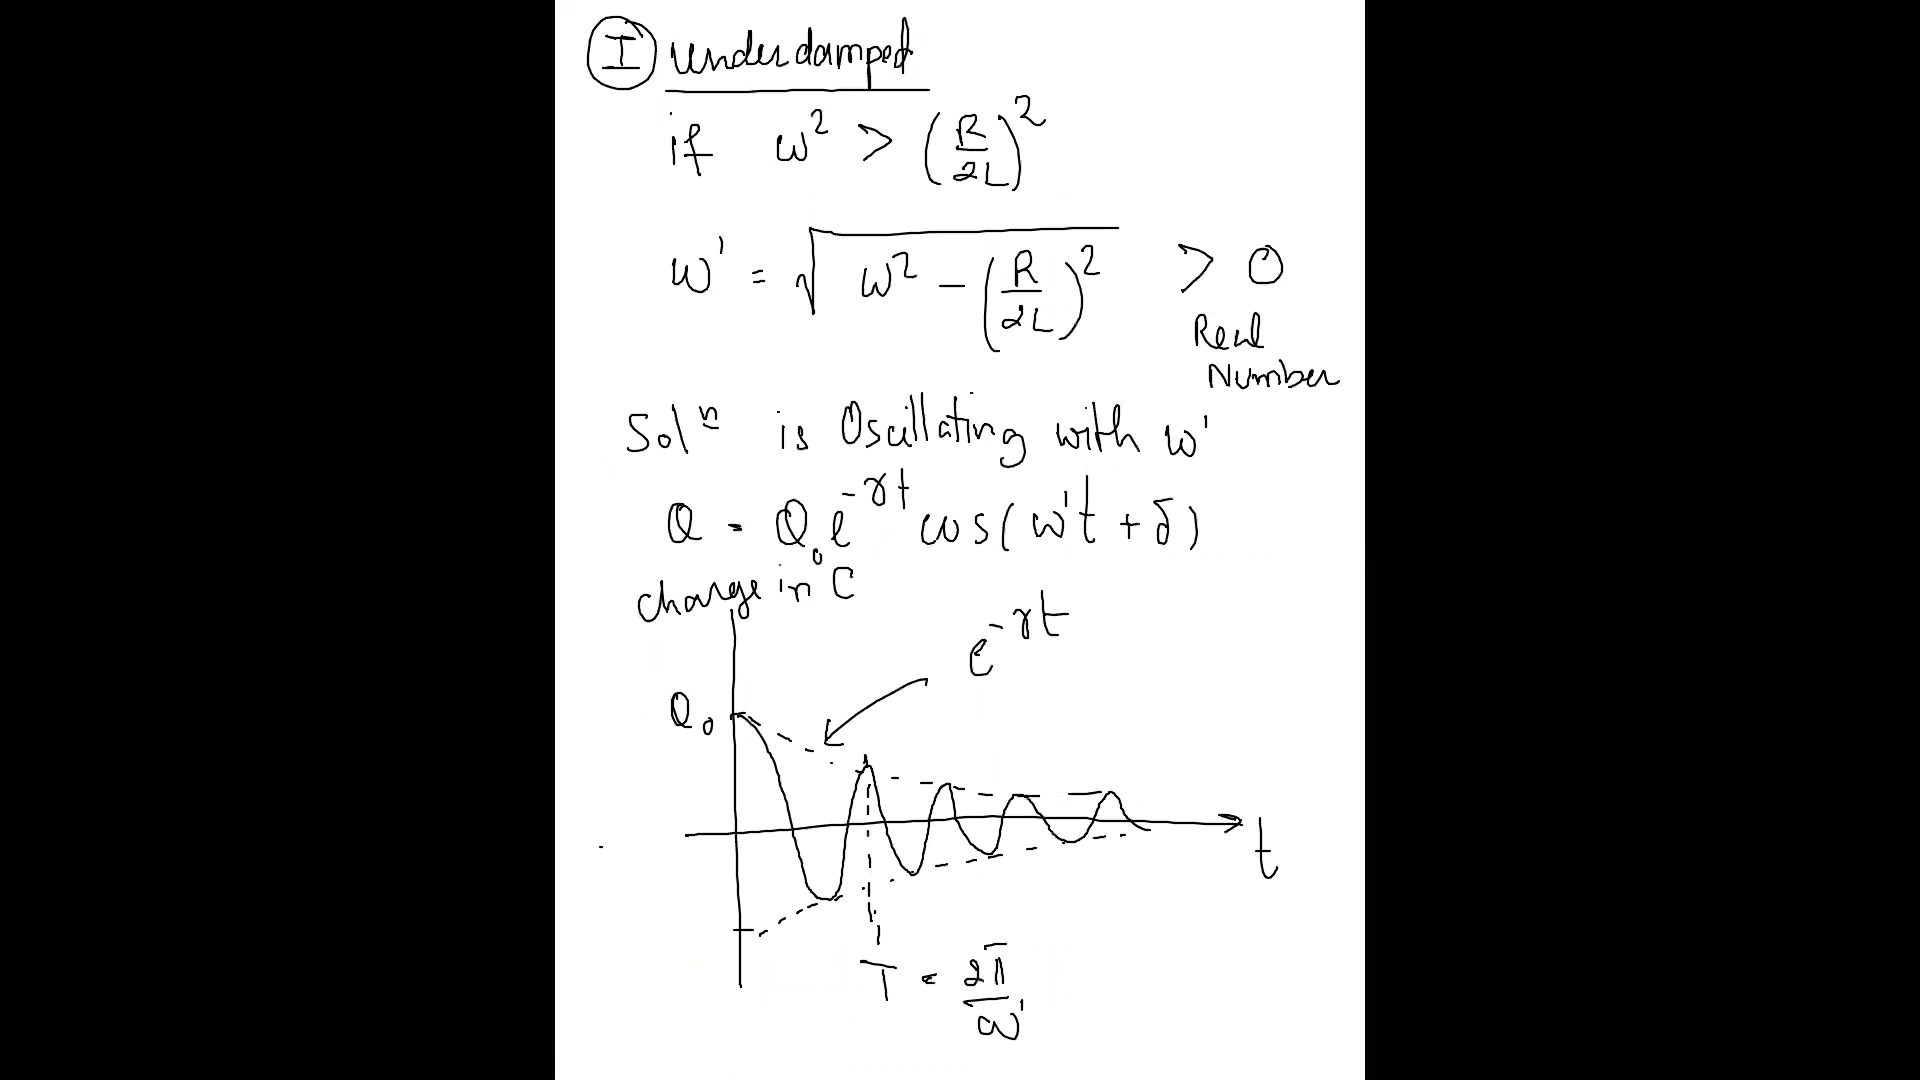 I underdamped
if ω² > (R/2L)²
ω' = √(ω² − (R/2L)²) > 0
Real
Number
Solⁿ is Oscillating with ω'
Q = Q₀e^(-γt) cos(ω't + δ)
charge in C
e^(-γt)
Q₀
t
T = 2π/ω'